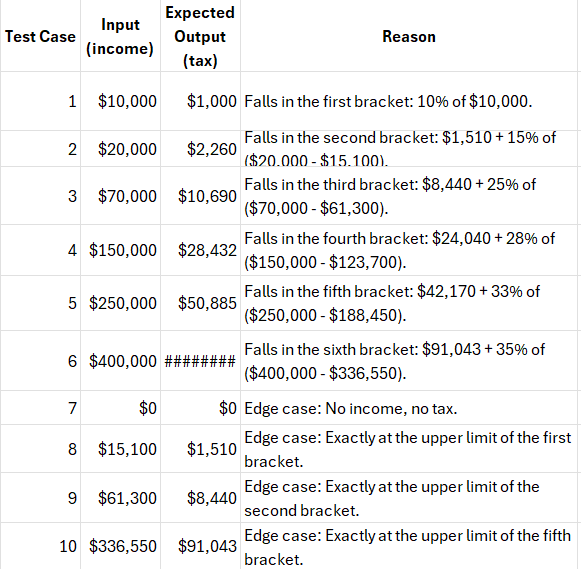 Test Case Input (income) Expected Output (tax) Reason
1 $10,000 $1,000 Falls in the first bracket: 10% of $10,000.
2 $20,000 $2,260 Falls in the second bracket: $1,510 + 15% of
($20,000 - $15,100).
3 $70,000 $10,690 Falls in the third bracket: $8,440 + 25% of
($70,000 - $61,300).
4 $150,000 $28,432 Falls in the fourth bracket: $24,040 + 28% of
($150,000 - $123,700).
5 $250,000 $50,885 Falls in the fifth bracket: $42,170 + 33% of
($250,000 - $188,450).
6 $400,000 ######## Falls in the sixth bracket: $91,043 + 35% of
($400,000 - $336,550).
7 $0 $0 Edge case: No income, no tax.
8 $15,100 $1,510 Edge case: Exactly at the upper limit of the first
bracket.
9 $61,300 $8,440 Edge case: Exactly at the upper limit of the
second bracket.
10 $336,550 $91,043 Edge case: Exactly at the upper limit of the fifth
bracket.